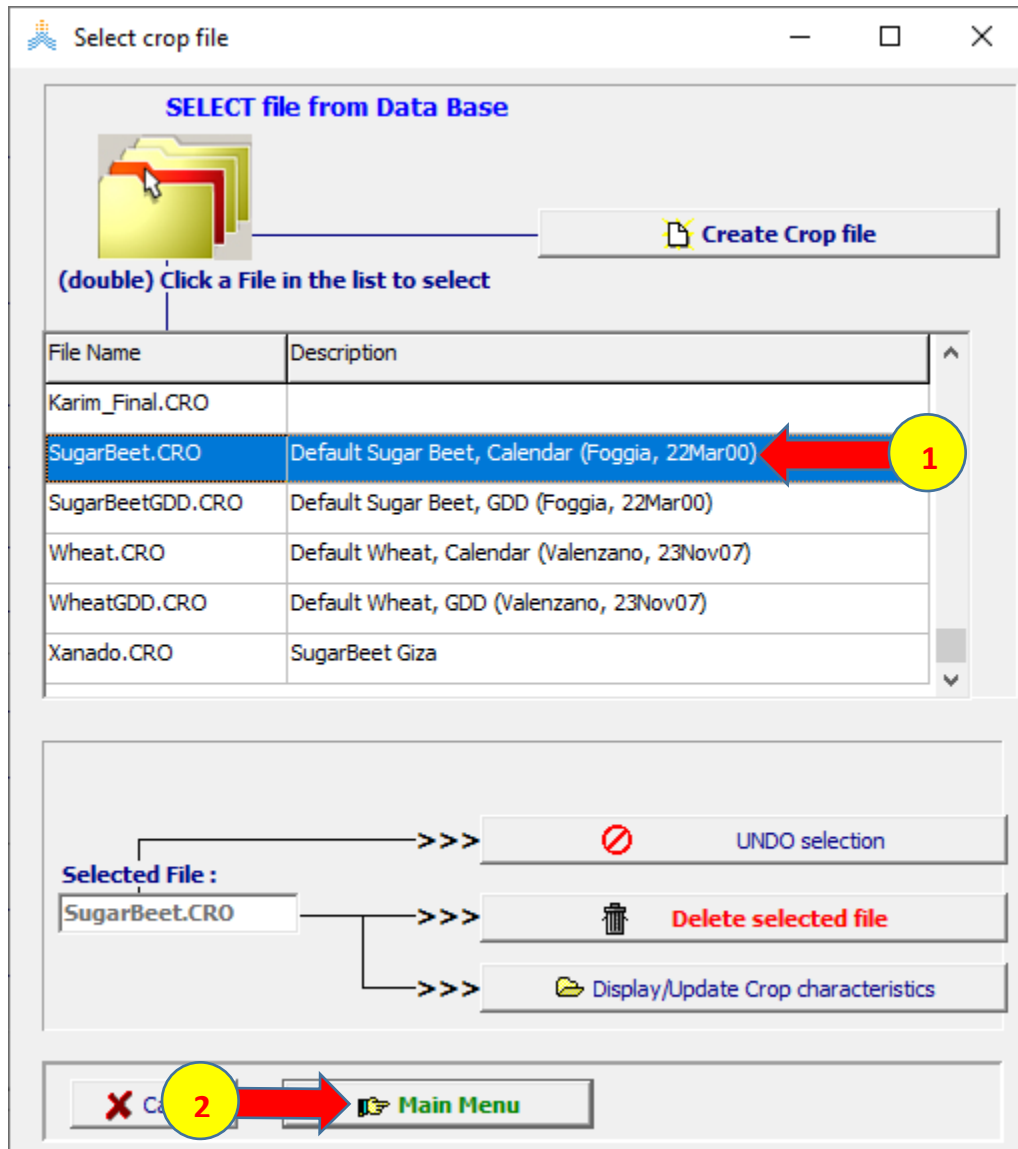 Select crop file
SELECT file from Data Base
Create Crop file
(double) Click a File in the list to select
File Name Description
Karim_Final.CRO
SugarBeet.CRO Default Sugar Beet, Calendar (Foggia, 22Mar00)
1
SugarBeetGDD.CRO Default Sugar Beet, GDD (Foggia, 22Mar00)
Wheat.CRO Default Wheat, Calendar (Valenzano, 23Nov07)
WheatGDD.CRO Default Wheat, GDD (Valenzano, 23Nov07)
Xanado.CRO SugarBeet Giza
>>> UNDO selection
Selected File :
SugarBeet.CRO >>> Delete selected file
>>> Display/Update Crop characteristics
2 Main Menu